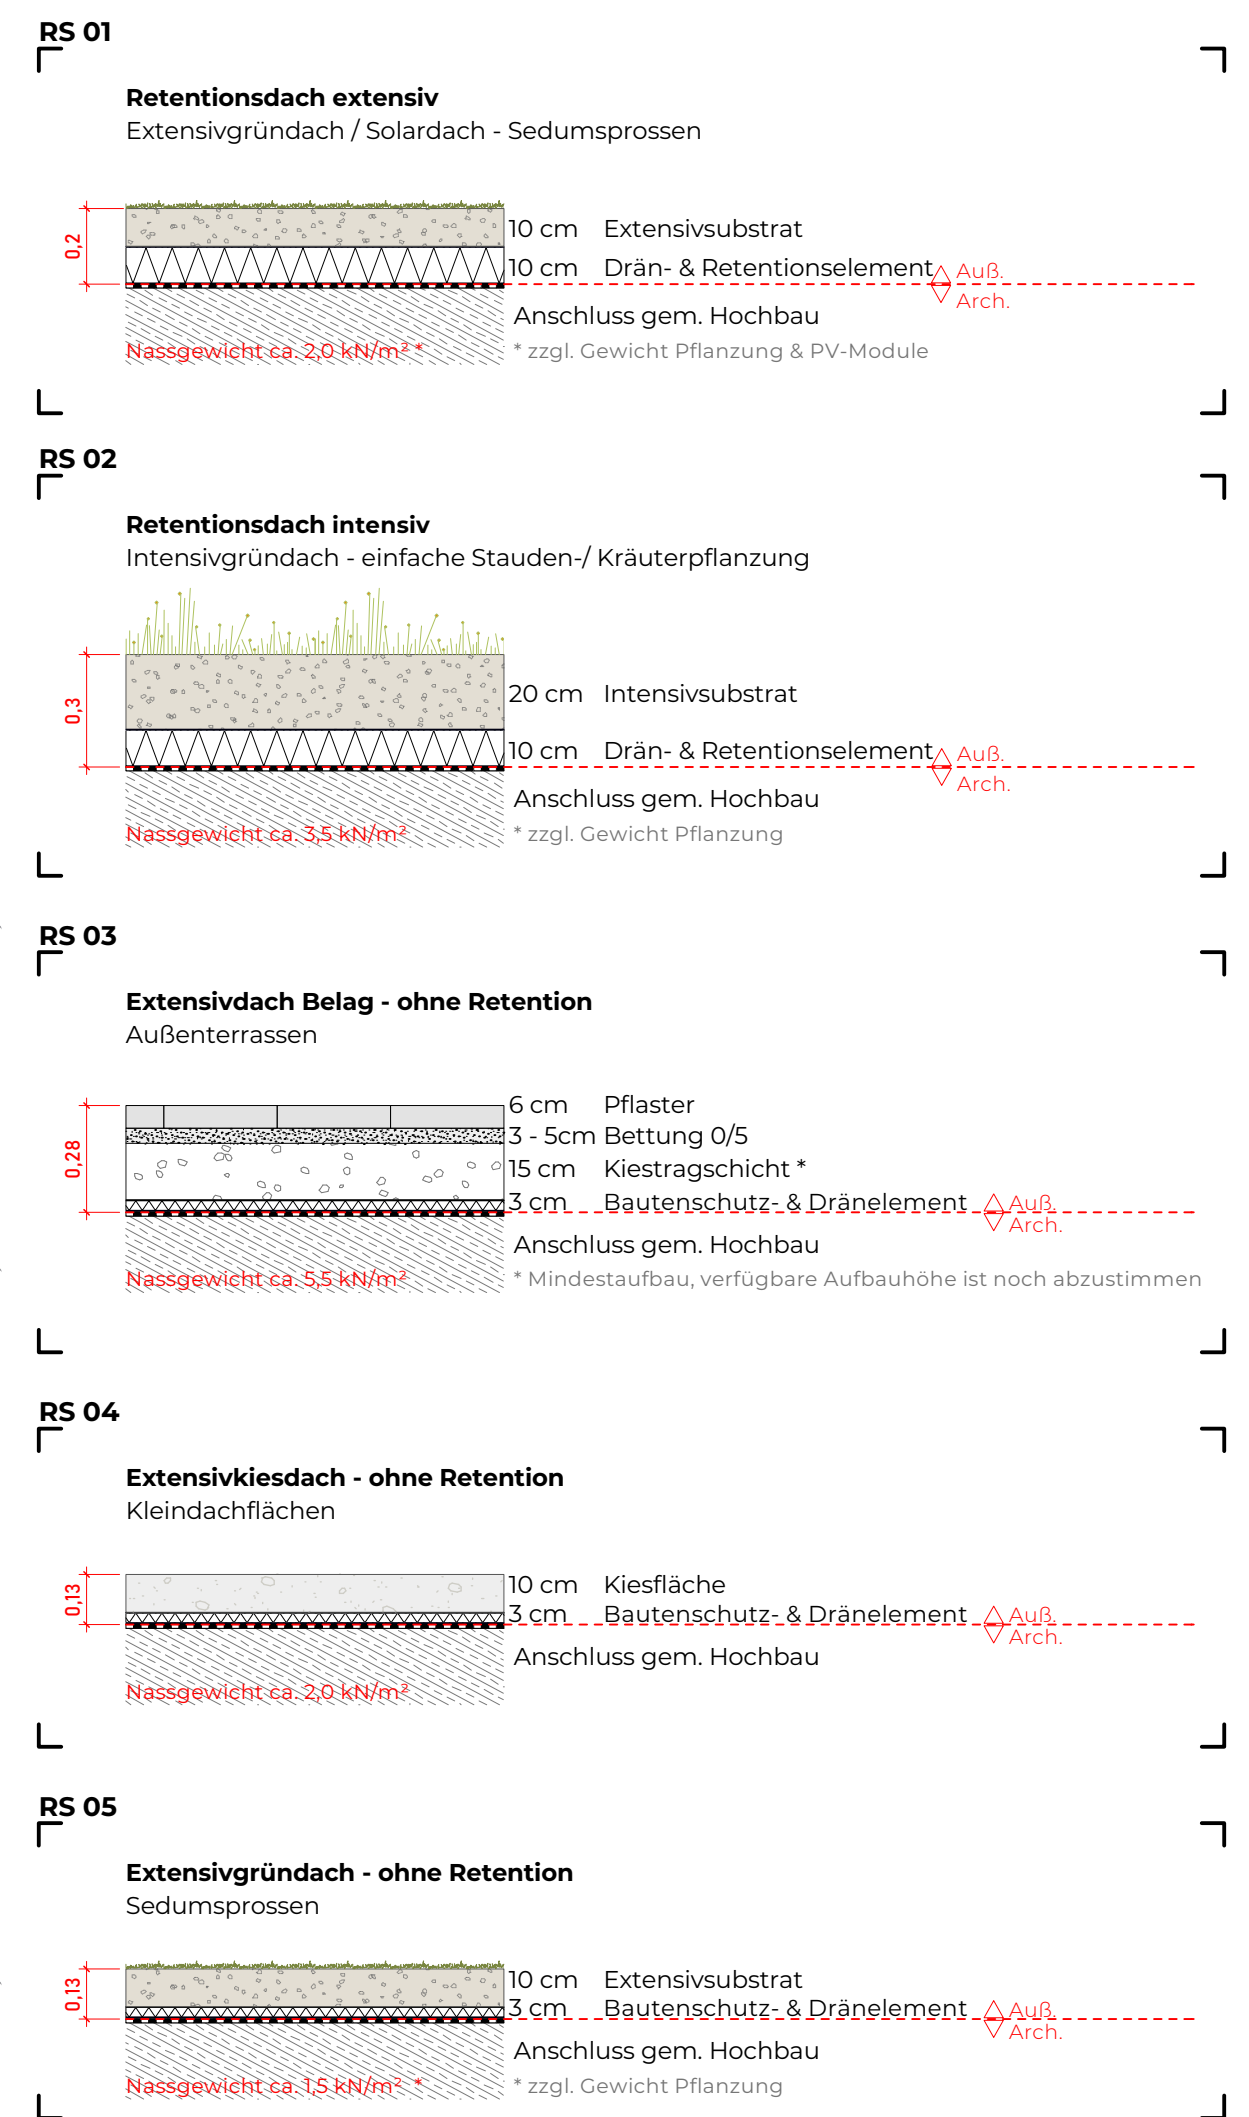 RS 01
Retentionsdach extensiv
Extensivgründach / Solardach - Sedumsprossen
0,2
10 cm Extensivsubstrat
10 cm Drän- & Retentionselement
Auß.
Arch.
Anschluss gem. Hochbau
Nassgewicht ca. 2,0 kN/m² *
* zzgl. Gewicht Pflanzung & PV-Module
RS 02
Retentionsdach intensiv
Intensivgründach - einfache Stauden-/ Kräuterpflanzung
0,3
20 cm Intensivsubstrat
10 cm Drän- & Retentionselement
Auß.
Arch.
Anschluss gem. Hochbau
Nassgewicht ca. 3,5 kN/m²
* zzgl. Gewicht Pflanzung
RS 03
Extensivdach Belag - ohne Retention
Außenterrassen
0,28
6 cm Pflaster
3 - 5cm Bettung 0/5
15 cm Kiestragschicht *
3 cm Bautenschutz- & Dränelement
Auß.
Arch.
Anschluss gem. Hochbau
Nassgewicht ca. 5,5 kN/m²
* Mindestaufbau, verfügbare Aufbauhöhe ist noch abzustimmen
RS 04
Extensivkiesdach - ohne Retention
Kleindachflächen
0,13
10 cm Kiesfläche
3 cm Bautenschutz- & Dränelement
Auß.
Arch.
Anschluss gem. Hochbau
Nassgewicht ca. 2,0 kN/m²
RS 05
Extensivgründach - ohne Retention
Sedumsprossen
0,13
10 cm Extensivsubstrat
3 cm Bautenschutz- & Dränelement
Auß.
Arch.
Anschluss gem. Hochbau
Nassgewicht ca. 1,5 kN/m² *
* zzgl. Gewicht Pflanzung